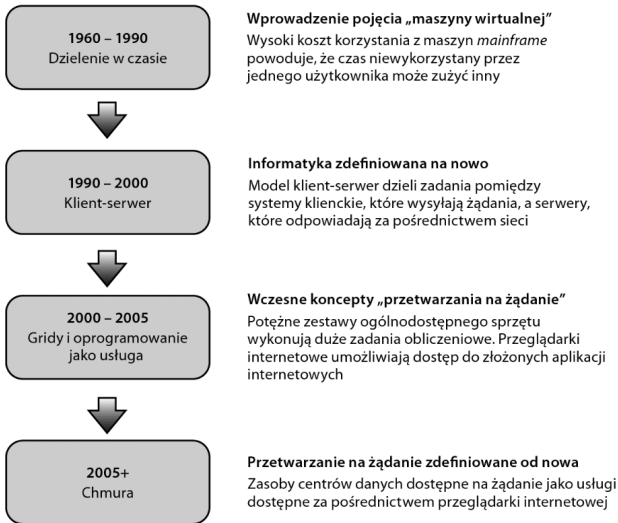 1960 – 1990
Dzielenie w czasie
Wprowadzenie pojęcia „maszyny wirtualnej”
Wysoki koszt korzystania z maszyn mainframe
powoduje, że czas niewykorzystany przez
jednego użytkownika może zużyć inny
1990 – 2000
Klient-serwer
Informatyka zdefiniowana na nowo
Model klient-serwer dzieli zadania pomiędzy
systemy klienckie, które wysyłają żądania, a serwery,
które odpowiadają za pośrednictwem sieci
2000 – 2005
Gridy i oprogramowanie
jako usługa
Wczesne koncepty „przetwarzania na żądanie”
Potężne zestawy ogólnodostępnego sprzętu
wykonują duże zadania obliczeniowe. Przeglądarki
internetowe umożliwiają dostęp do złożonych aplikacji
internetowych
2005+
Chmura
Przetwarzanie na żądanie zdefiniowane od nowa
Zasoby centrów danych dostępne na żądanie jako usługi
dostępne za pośrednictwem przeglądarki internetowej